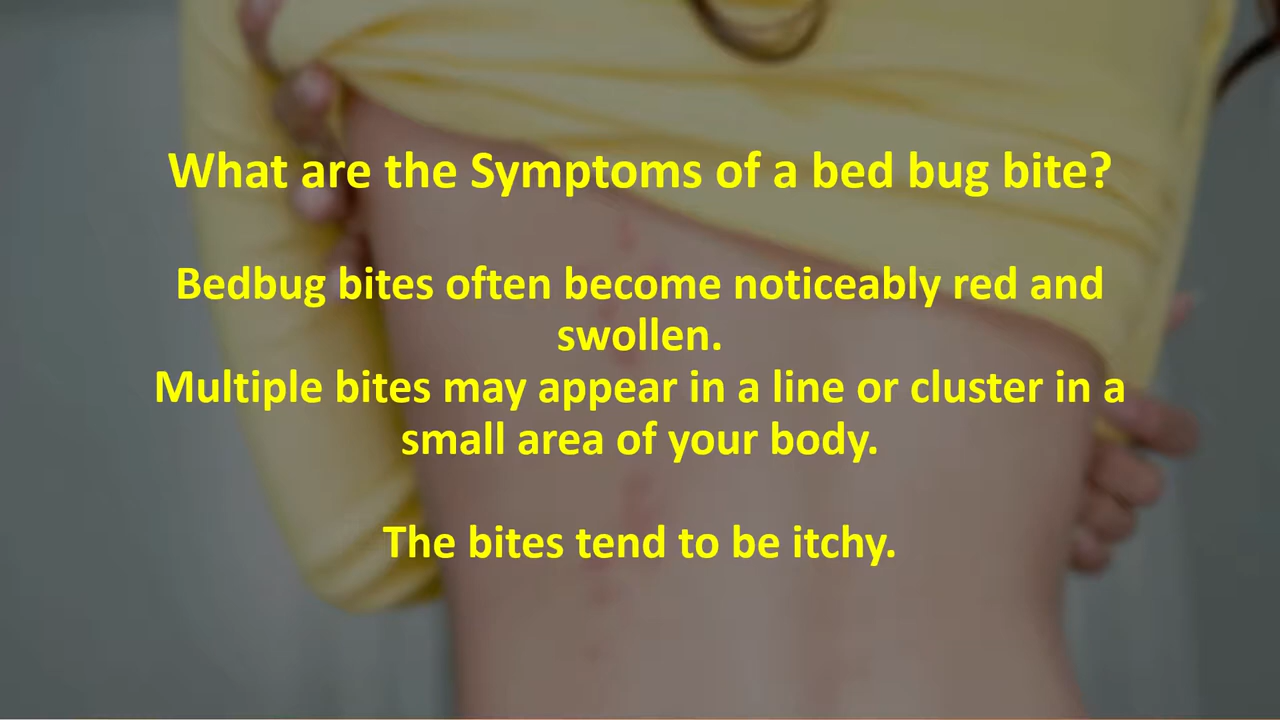 What are the Symptoms of a bed bug bite?
Bedbug bites often become noticeably red and
swollen.
Multiple bites may appear in a line or cluster in a
small area of your body.
The bites tend to be itchy.